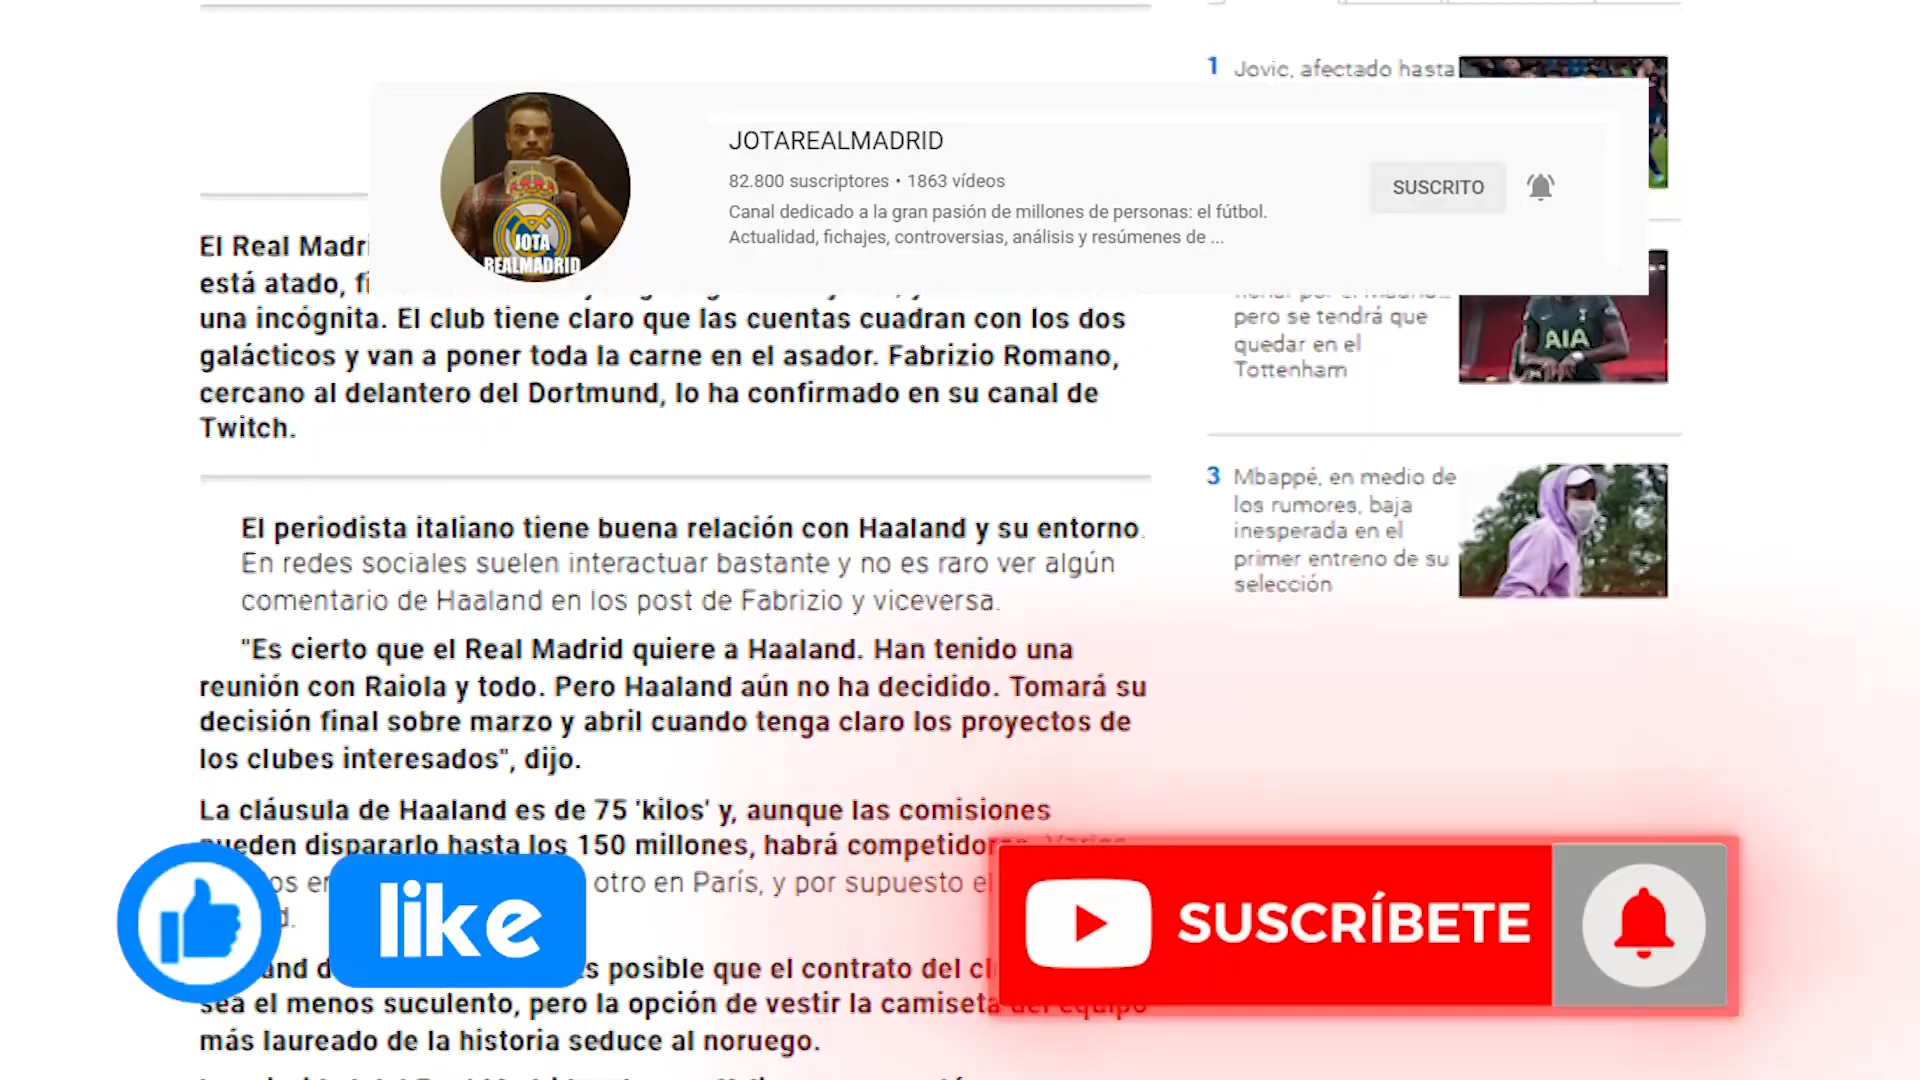 1 Jovic, afectado hasta
JOTAREALMADRID
82.800 suscriptores • 1863 vídeos
SUSCRITO
Canal dedicado a la gran pasión de millones de personas: el fútbol.
Actualidad, fichajes, controversias, análisis y resúmenes de ...
JOTA
REALMADRID
El Real Madri
está atado, fi
una incógnita. El club tiene claro que las cuentas cuadran con los dos
galácticos y van a poner toda la carne en el asador. Fabrizio Romano,
cercano al delantero del Dortmund, lo ha confirmado en su canal de
Twitch.
pero se tendrá que
quedar en el
Tottenham
AIA
3 Mbappé, en medio de
los rumores, baja
inesperada en el
primer entreno de su
selección
El periodista italiano tiene buena relación con Haaland y su entorno.
En redes sociales suelen interactuar bastante y no es raro ver algún
comentario de Haaland en los post de Fabrizio y viceversa.
"Es cierto que el Real Madrid quiere a Haaland. Han tenido una
reunión con Raiola y todo. Pero Haaland aún no ha decidido. Tomará su
decisión final sobre marzo y abril cuando tenga claro los proyectos de
los clubes interesados", dijo.
La cláusula de Haaland es de 75 'kilos' y, aunque las comisiones
pueden dispararlo hasta los 150 millones, habrá competidores. Varios
otro en París, y por supuesto el
d.
posible que el contrato del cl
sea el menos suculento, pero la opción de vestir la camiseta del equipo
más laureado de la historia seduce al noruego.
like
SUSCRÍBETE